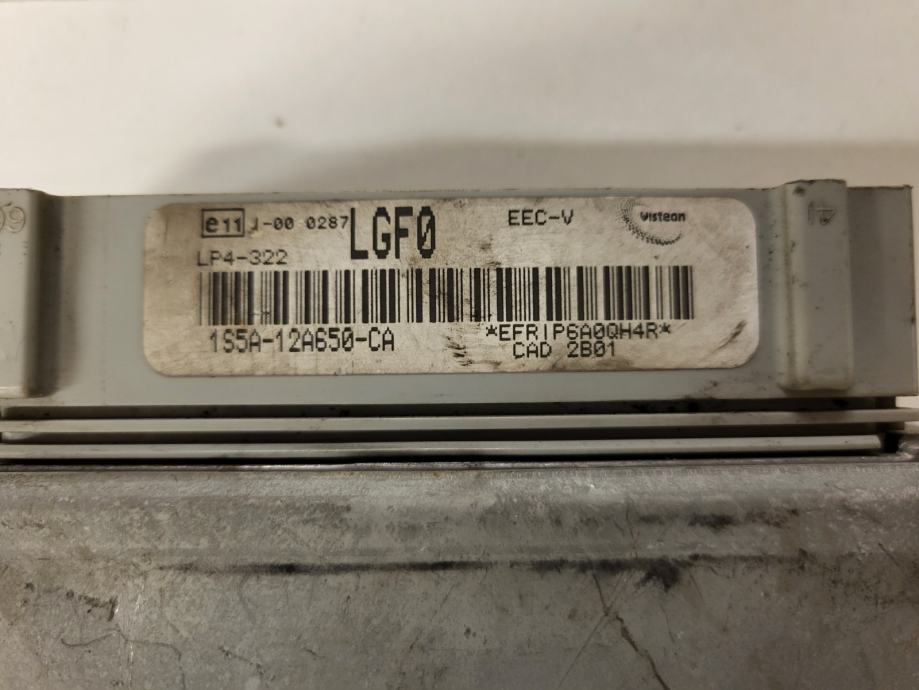 e11 J-00 0287 LGF0 EEC-V Visteon
LP4-322
1S5A-12A650-CA *EFRIP6A0QH4R*
CAD 2B01